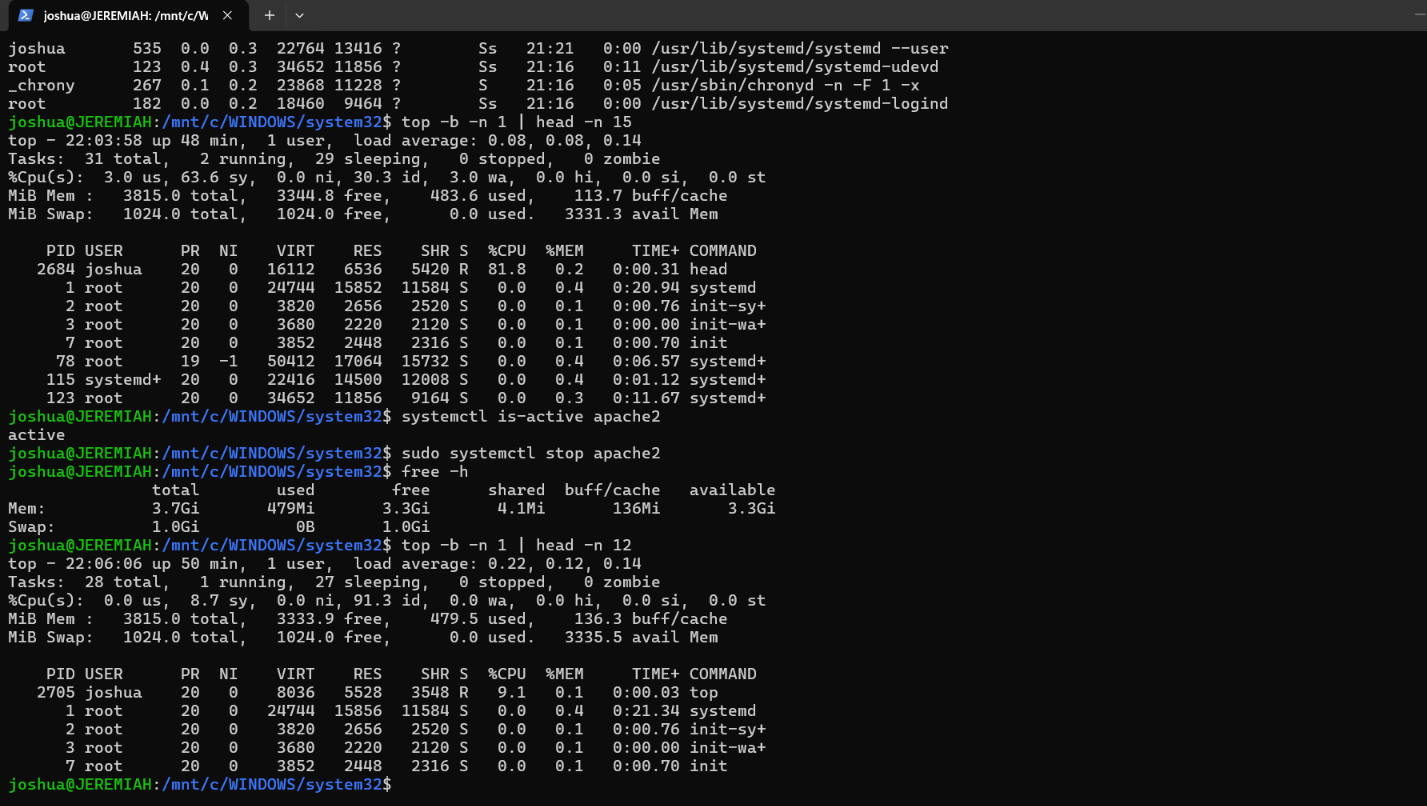 joshua@JEREMIAH: /mnt/c/W
joshua 535 0.0 0.3 22764 13416 ? Ss 21:21 0:00 /usr/lib/systemd/systemd --user
root 123 0.4 0.3 34652 11856 ? Ss 21:16 0:11 /usr/lib/systemd/systemd-udevd
_chrony 267 0.1 0.2 23868 11228 ? S 21:16 0:05 /usr/sbin/chronyd -n -F 1 -x
root 182 0.0 0.2 18460 9464 ? Ss 21:16 0:00 /usr/lib/systemd/systemd-logind
joshua@JEREMIAH:/mnt/c/WINDOWS/system32$ top -b -n 1 | head -n 15
top - 22:03:58 up 48 min, 1 user, load average: 0.08, 0.08, 0.14
Tasks: 31 total, 2 running, 29 sleeping, 0 stopped, 0 zombie
%Cpu(s): 3.0 us, 63.6 sy, 0.0 ni, 30.3 id, 3.0 wa, 0.0 hi, 0.0 si, 0.0 st
MiB Mem : 3815.0 total, 3344.8 free, 483.6 used, 113.7 buff/cache
MiB Swap: 1024.0 total, 1024.0 free, 0.0 used. 3331.3 avail Mem
PID USER PR NI VIRT RES SHR S %CPU %MEM TIME+ COMMAND
2684 joshua 20 0 16112 6536 5420 R 81.8 0.2 0:00.31 head
1 root 20 0 24744 15852 11584 S 0.0 0.4 0:20.94 systemd
2 root 20 0 3820 2656 2520 S 0.0 0.1 0:00.76 init-sy+
3 root 20 0 3680 2220 2120 S 0.0 0.1 0:00.00 init-wa+
7 root 20 0 3852 2448 2316 S 0.0 0.1 0:00.70 init
78 root 19 -1 50412 17064 15732 S 0.0 0.4 0:06.57 systemd+
115 systemd+ 20 0 22416 14500 12008 S 0.0 0.4 0:01.12 systemd+
123 root 20 0 34652 11856 9164 S 0.0 0.3 0:11.67 systemd+
joshua@JEREMIAH:/mnt/c/WINDOWS/system32$ systemctl is-active apache2
active
joshua@JEREMIAH:/mnt/c/WINDOWS/system32$ sudo systemctl stop apache2
joshua@JEREMIAH:/mnt/c/WINDOWS/system32$ free -h
total used free shared buff/cache available
Mem: 3.7Gi 479Mi 3.3Gi 4.1Mi 136Mi 3.3Gi
Swap: 1.0Gi 0B 1.0Gi
joshua@JEREMIAH:/mnt/c/WINDOWS/system32$ top -b -n 1 | head -n 12
top - 22:06:06 up 50 min, 1 user, load average: 0.22, 0.12, 0.14
Tasks: 28 total, 1 running, 27 sleeping, 0 stopped, 0 zombie
%Cpu(s): 0.0 us, 8.7 sy, 0.0 ni, 91.3 id, 0.0 wa, 0.0 hi, 0.0 si, 0.0 st
MiB Mem : 3815.0 total, 3333.9 free, 479.5 used, 136.3 buff/cache
MiB Swap: 1024.0 total, 1024.0 free, 0.0 used. 3335.5 avail Mem
PID USER PR NI VIRT RES SHR S %CPU %MEM TIME+ COMMAND
2705 joshua 20 0 8036 5528 3548 R 9.1 0.1 0:00.03 top
1 root 20 0 24744 15856 11584 S 0.0 0.4 0:21.34 systemd
2 root 20 0 3820 2656 2520 S 0.0 0.1 0:00.76 init-sy+
3 root 20 0 3680 2220 2120 S 0.0 0.1 0:00.00 init-wa+
7 root 20 0 3852 2448 2316 S 0.0 0.1 0:00.70 init
joshua@JEREMIAH:/mnt/c/WINDOWS/system32$